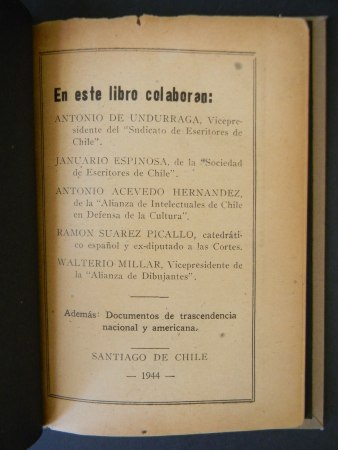 En este libro colaboran:
ANTONIO DE UNDURRAGA, Vicepre-
sidente del "Sindicato de Escritores de
Chile".
JANUARIO ESPINOSA, de la "Sociedad
de Escritores de Chile".
ANTONIO ACEVEDO HERNANDEZ,
de la "Alianza de Intelectuales de Chile
en Defensa de la Cultura".
RAMON SUAREZ PICALLO, catedráti-
co español y ex-diputado a las Cortes.
WALTERIO MILLAR, Vicepresidente de
la "Alianza de Dibujantes".
Además: Documentos de trascendencia
nacional y americana.
SANTIAGO DE CHILE
— 1944 —